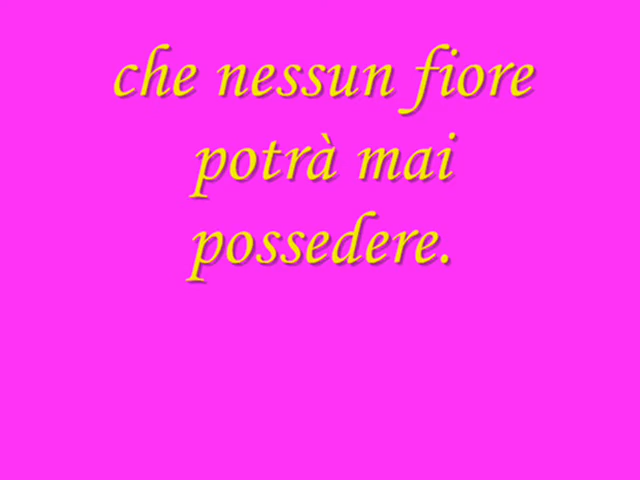 che nessun fiore
potrà mai
possedere.